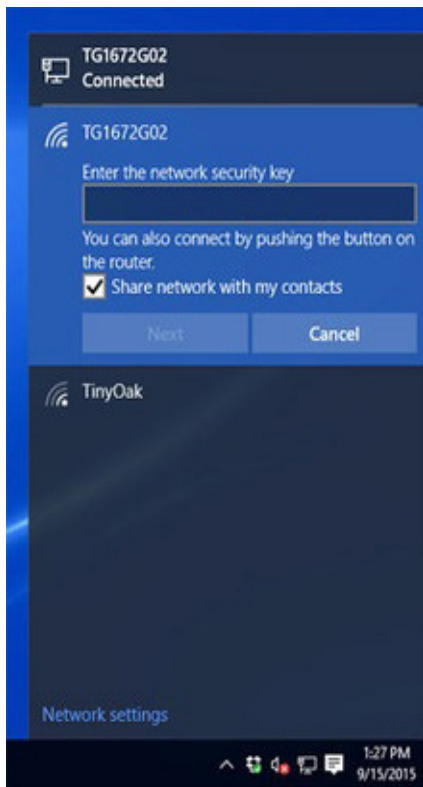 TG1672G02
Connected
TG1672G02
Enter the network security key
You can also connect by pushing the button on
the router.
Share network with my contacts
Next
Cancel
TinyOak
Network settings
1:27 PM
9/15/2015